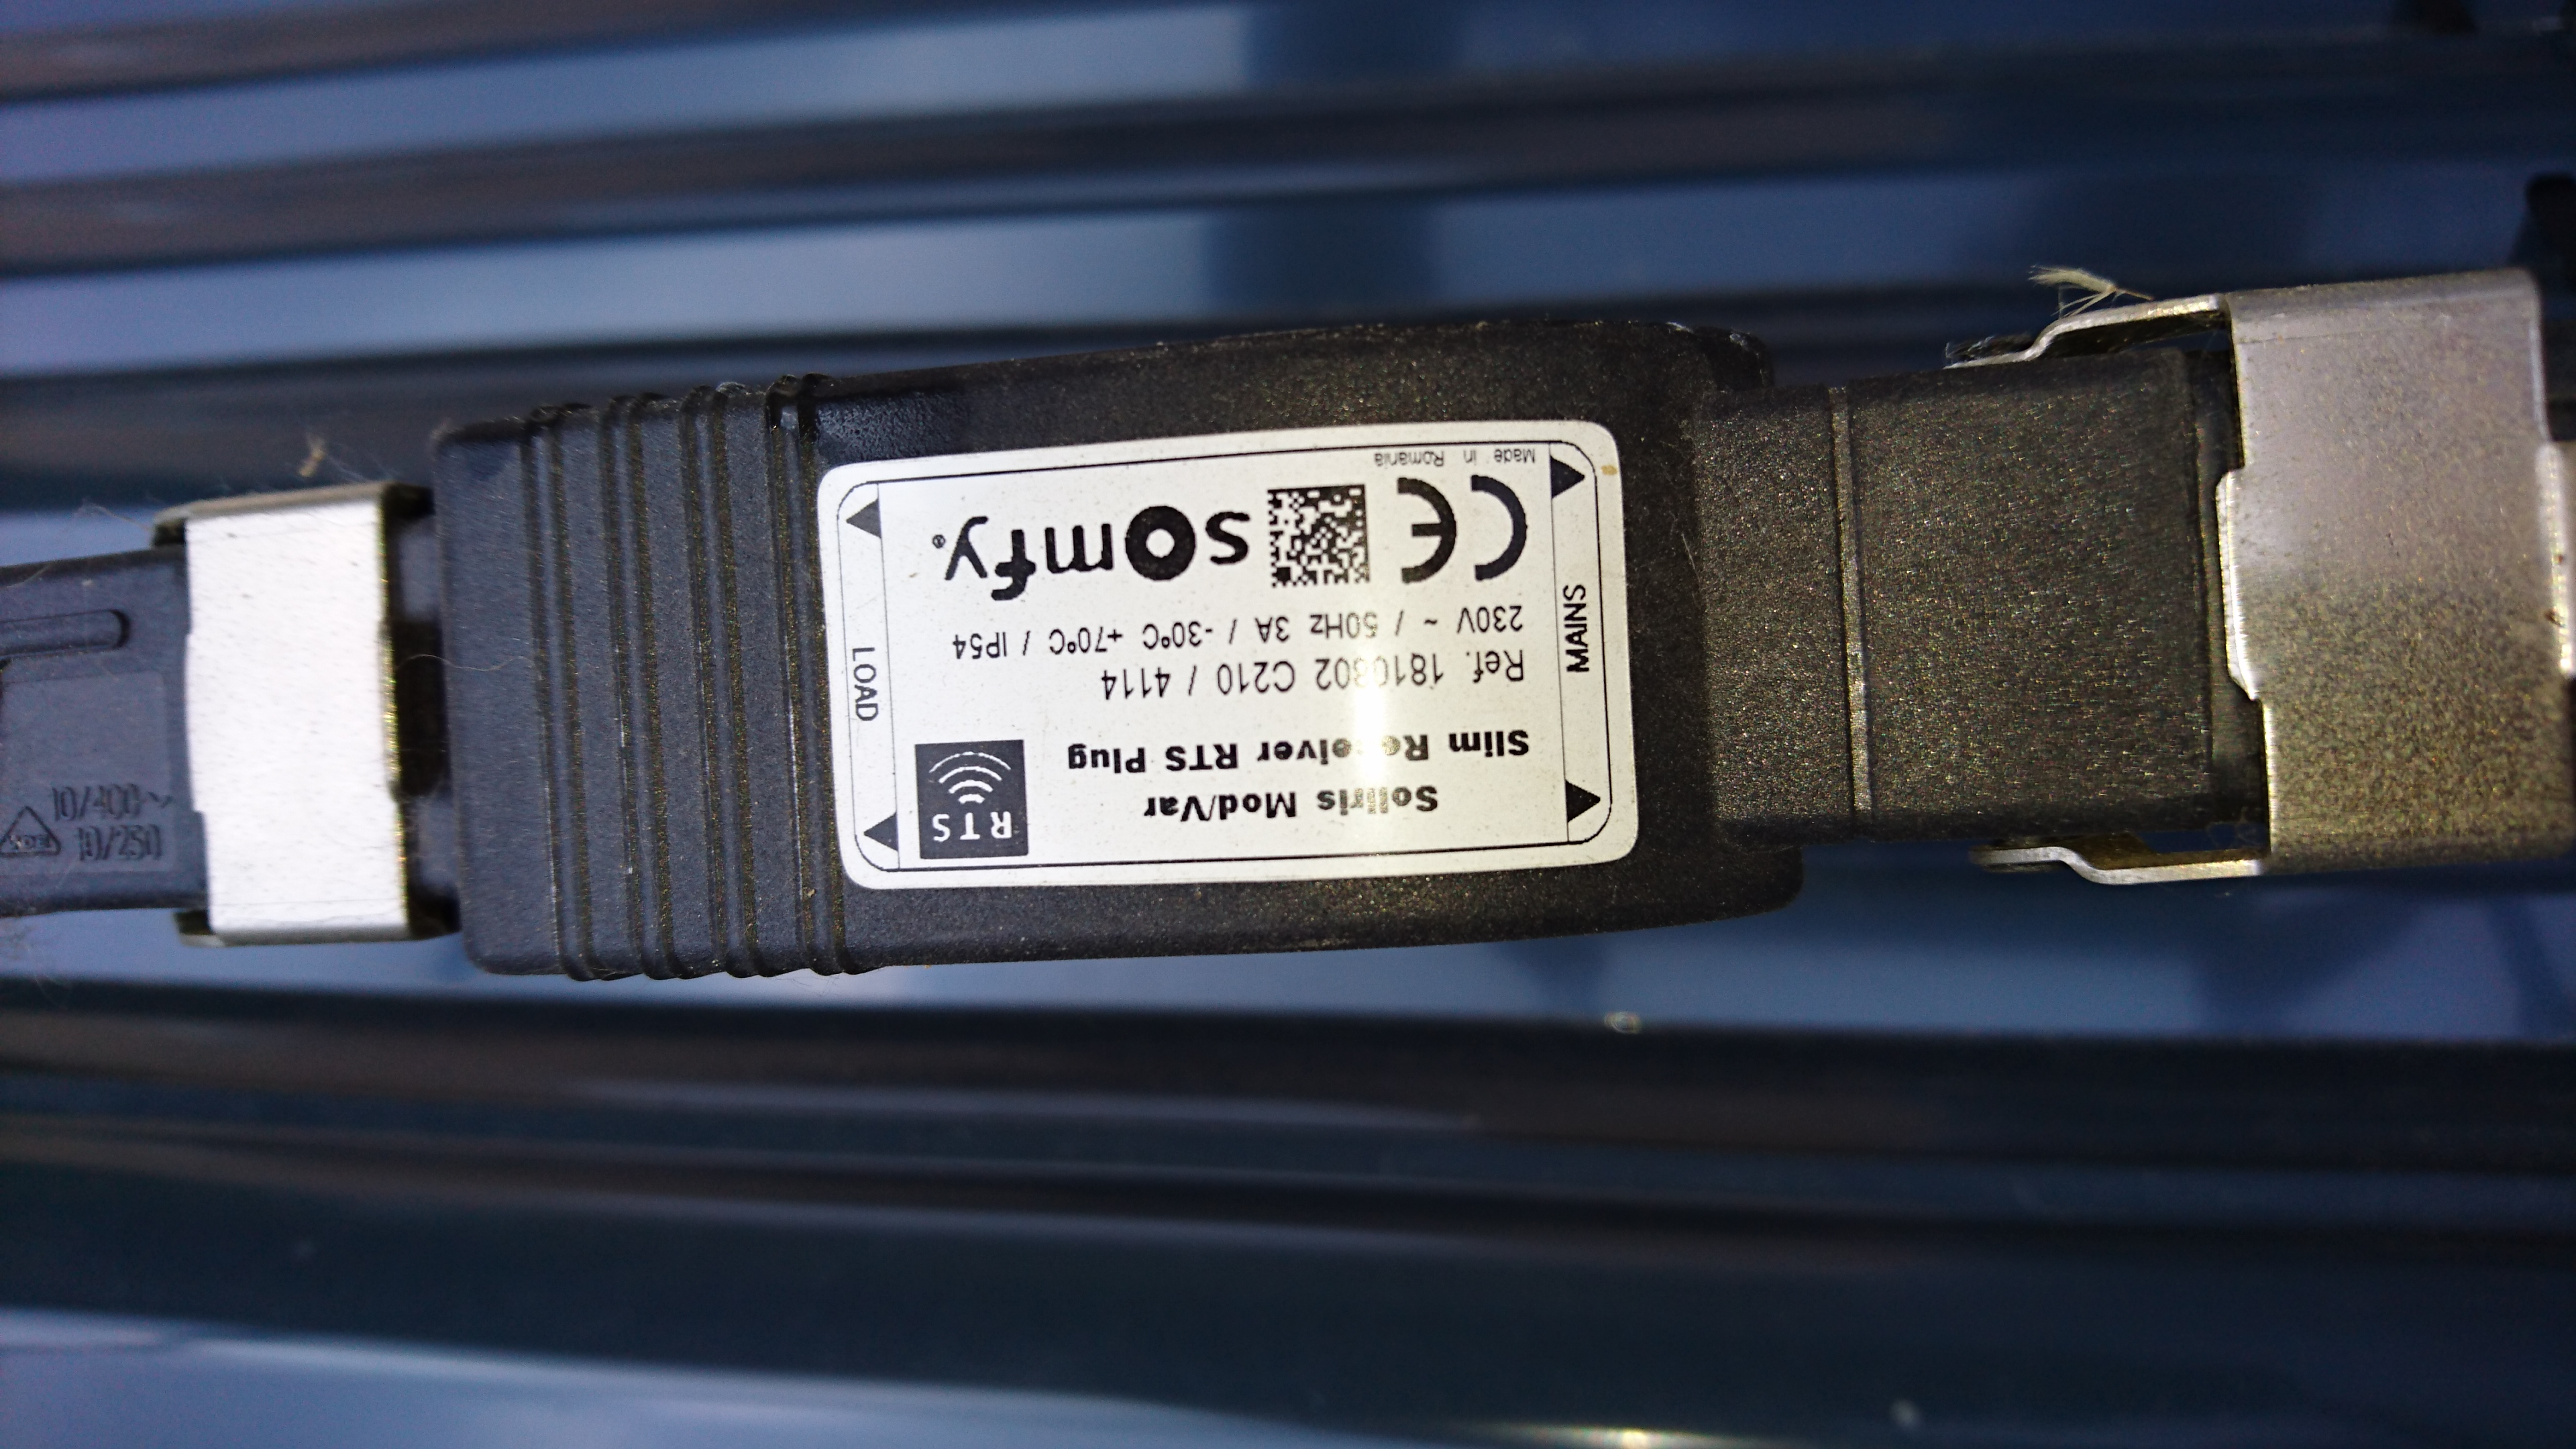 Soliris Mod/Var
Slim Receiver RTS Plug
RTS
Ref. 1810802 C210 / 4114
230V ~ / 50Hz 3A / -30°C +70°C / IP54
somfy®
CE
Made in Romania
MAINS
LOAD
10/400~
10/250